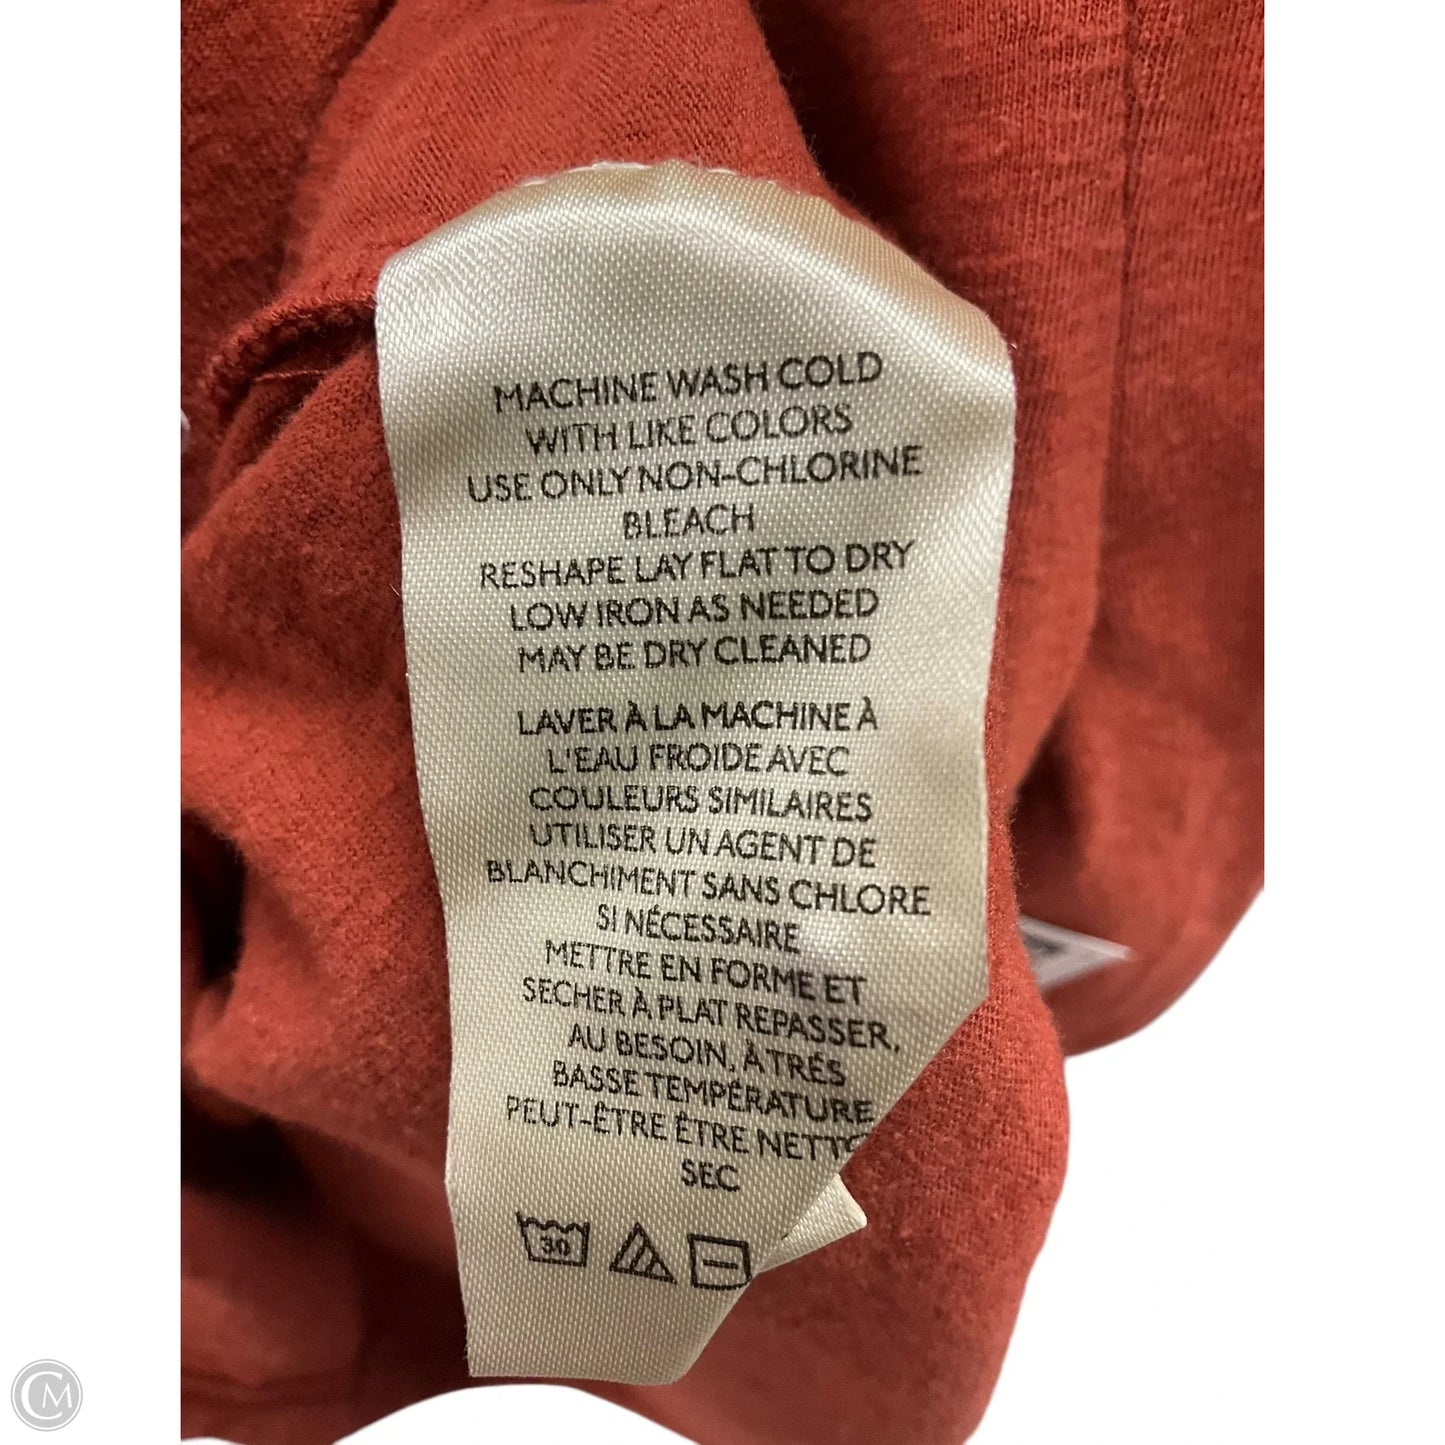 MACHINE WASH COLD
WITH LIKE COLORS
USE ONLY NON-CHLORINE
BLEACH
RESHAPE LAY FLAT TO DRY
LOW IRON AS NEEDED
MAY BE DRY CLEANED
LAVER À LA MACHINE À
L'EAU FROIDE AVEC
COULEURS SIMILAIRES
UTILISER UN AGENT DE
BLANCHIMENT SANS CHLORE
SI NÉCESSAIRE
METTRE EN FORME ET
SECHER À PLAT REPASSER,
AU BESOIN, À TRÉS
BASSE TEMPÉRATURE
PEUT-ÊTRE ÊTRE
SEC
30
CM